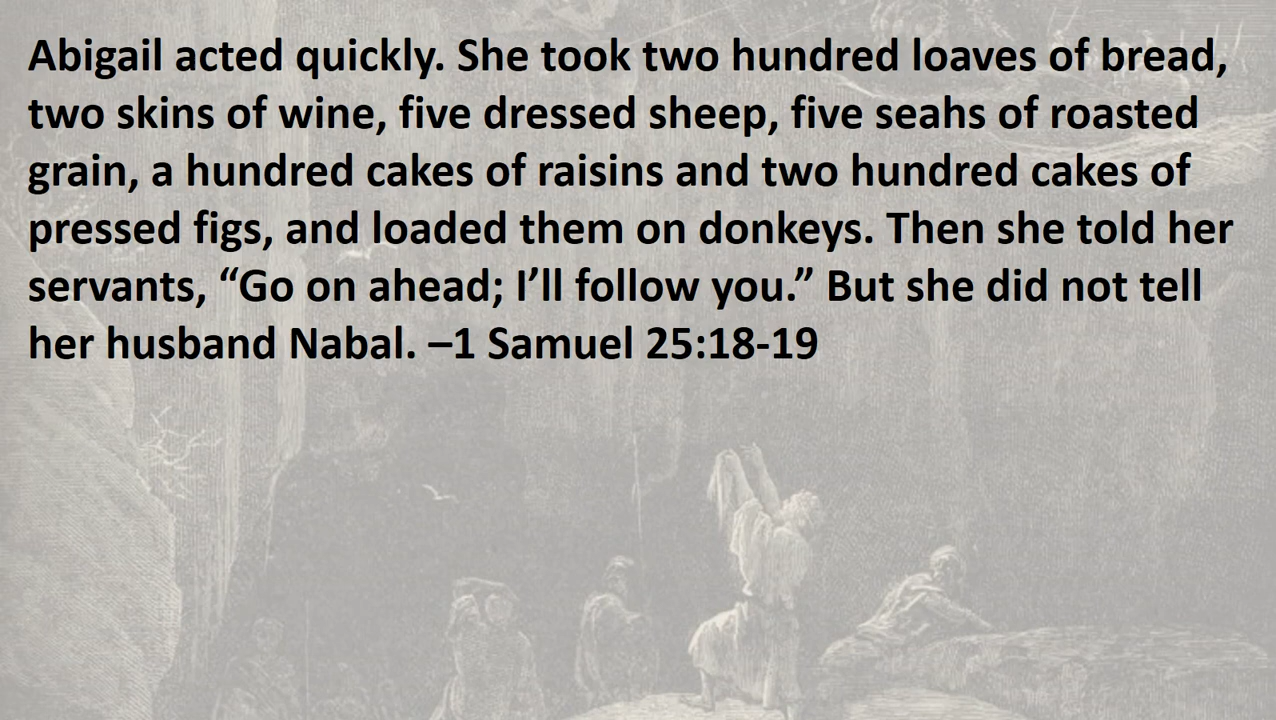 Abigail acted quickly. She took two hundred loaves of bread,
two skins of wine, five dressed sheep, five seahs of roasted
grain, a hundred cakes of raisins and two hundred cakes of
pressed figs, and loaded them on donkeys. Then she told her
servants, “Go on ahead; I’ll follow you.” But she did not tell
her husband Nabal. –1 Samuel 25:18-19